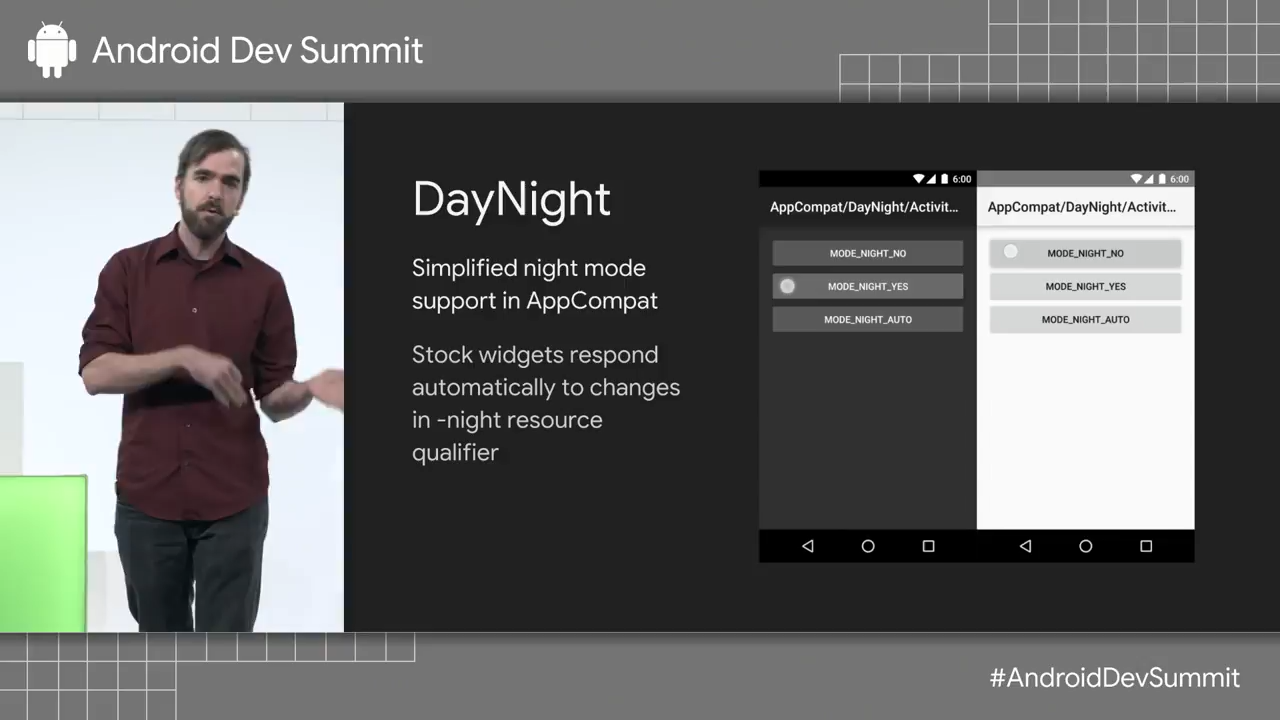 Android Dev Summit
DayNight
Simplified night mode
support in AppCompat
Stock widgets respond
automatically to changes
in -night resource
qualifier
6:00
AppCompat/DayNight/Activit...
MODE_NIGHT_NO
MODE_NIGHT_YES
MODE_NIGHT_AUTO
6:00
AppCompat/DayNight/Activit...
MODE_NIGHT_NO
MODE_NIGHT_YES
MODE_NIGHT_AUTO
#AndroidDevSummit